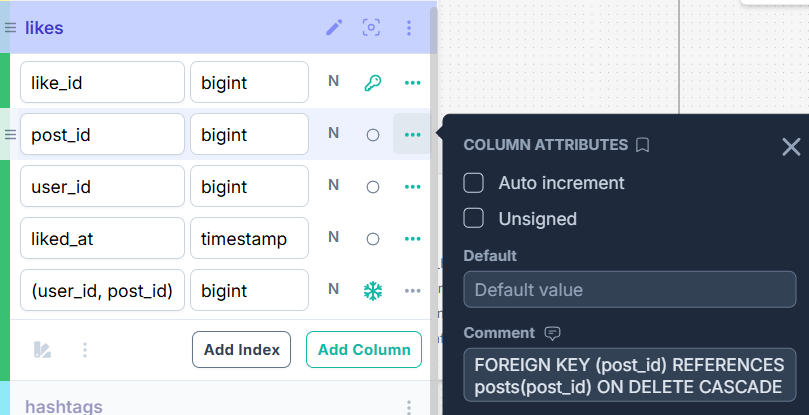 likes
like_id bigint N
post_id bigint N
user_id bigint N
liked_at timestamp N
(user_id, post_id) bigint N
Add Index Add Column
hashtags
COLUMN ATTRIBUTES
Auto increment
Unsigned
Default
Default value
Comment
FOREIGN KEY (post_id) REFERENCES
posts(post_id) ON DELETE CASCADE